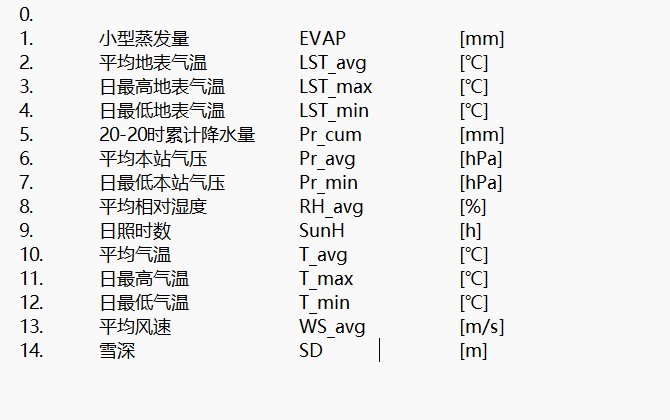 0.
1. 小型蒸发量 EVAP [mm]
2. 平均地表气温 LST_avg [℃]
3. 日最高地表气温 LST_max [℃]
4. 日最低地表气温 LST_min [℃]
5. 20-20时累计降水量 Pr_cum [mm]
6. 平均本站气压 Pr_avg [hPa]
7. 日最低本站气压 Pr_min [hPa]
8. 平均相对湿度 RH_avg [%]
9. 日照时数 SunH [h]
10. 平均气温 T_avg [℃]
11. 日最高气温 T_max [℃]
12. 日最低气温 T_min [℃]
13. 平均风速 WS_avg [m/s]
14. 雪深 SD [m]